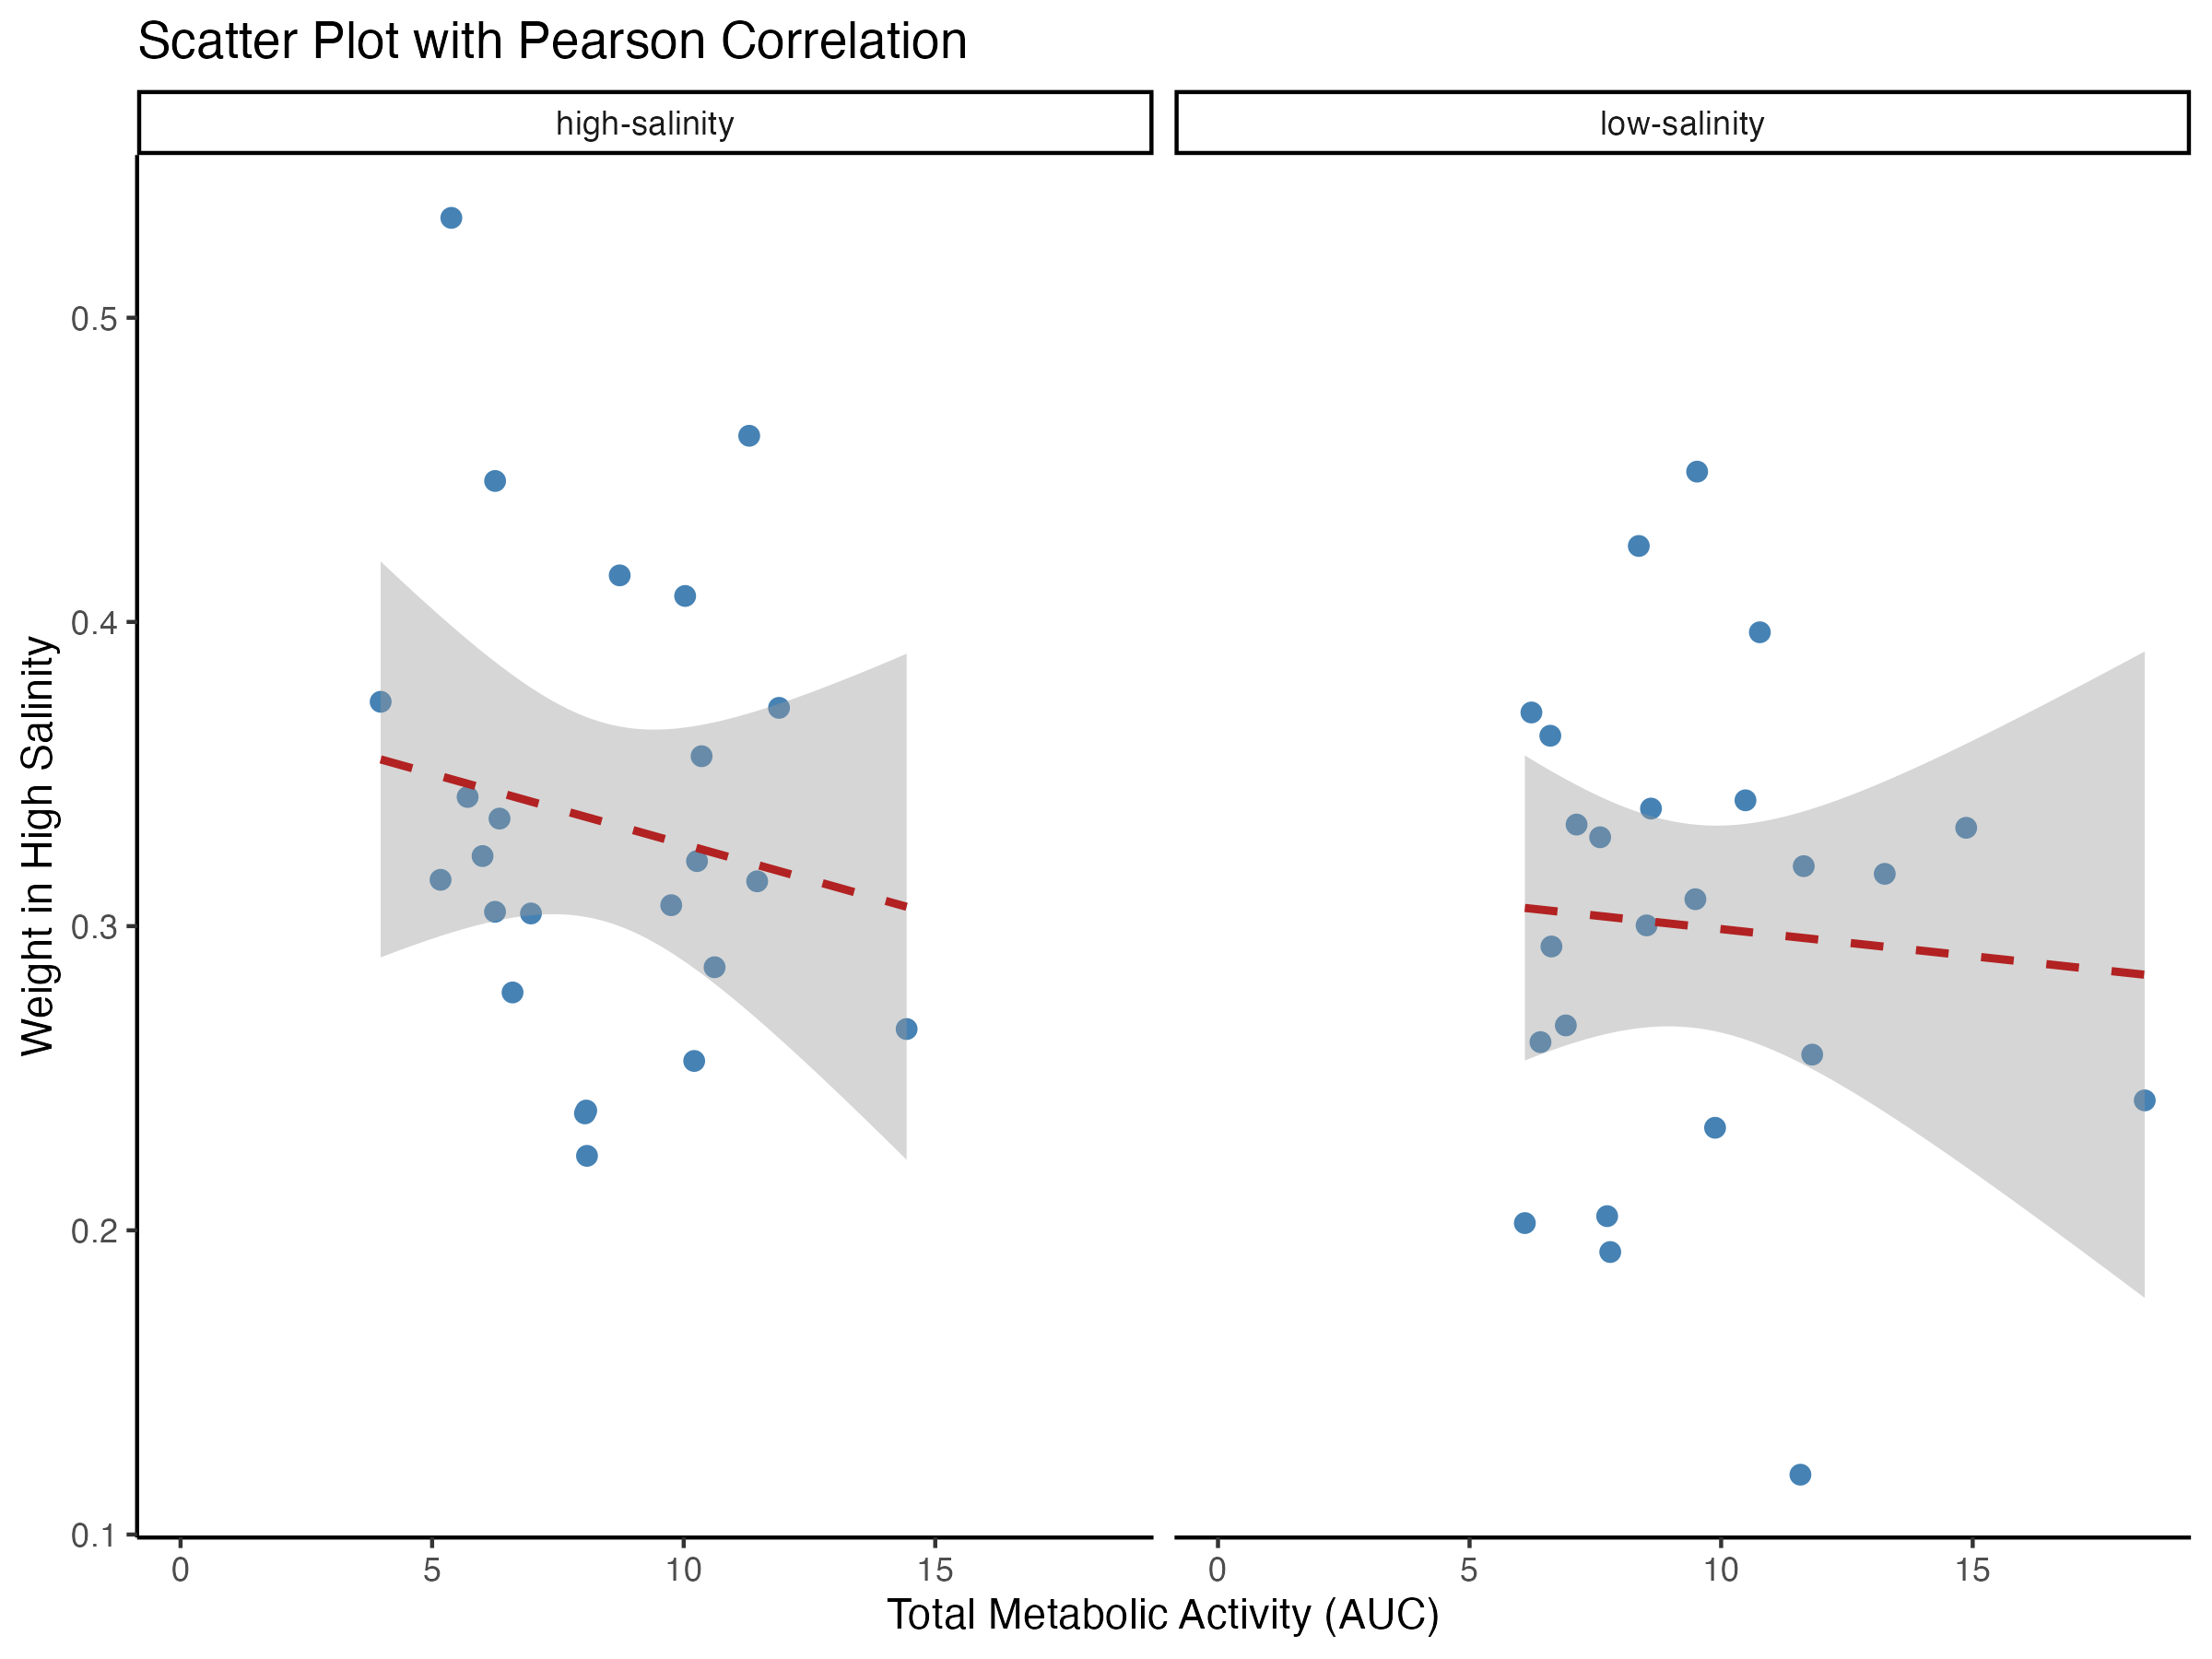 Scatter Plot with Pearson Correlation
high-salinity
low-salinity
Weight in High Salinity
0.5
0.4
0.3
0.2
0.1
0 5 10 15
0 5 10 15
Total Metabolic Activity (AUC)